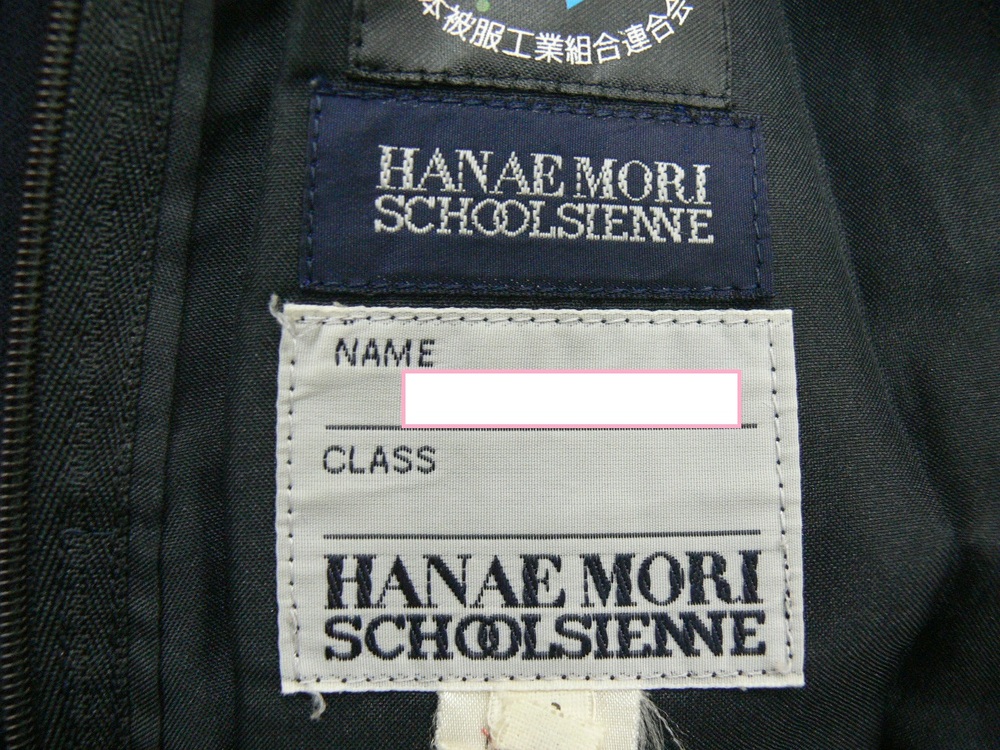 本被服工業組合連合会
HANAE MORI
SCHOOLSIENNE
NAME
CLASS
HANAE MORI
SCHOOLSIENNE